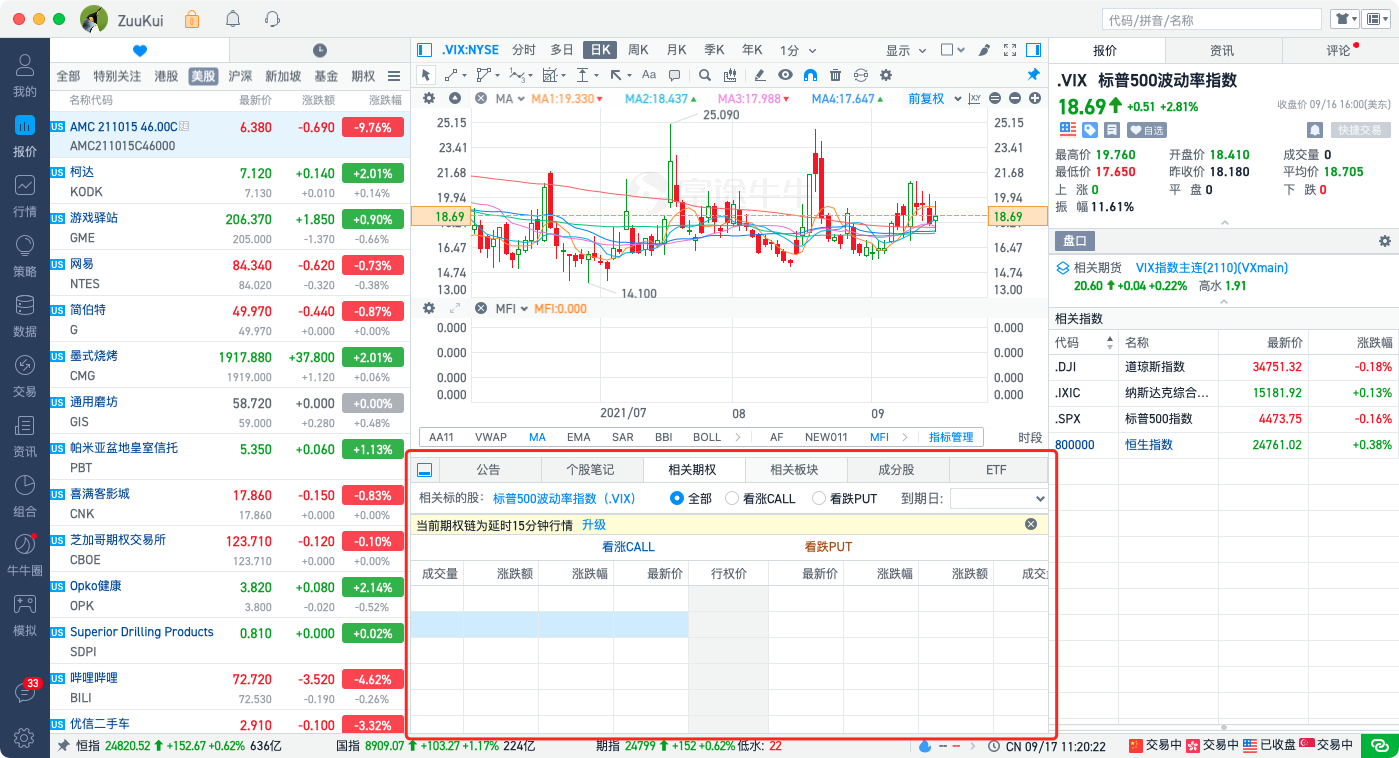 ZuuKui
代码/拼音/名称
我的
报价
行情
策略
数据
交易
资讯
组合
牛牛圈
模拟
33
全部 特别关注 港股 美股 沪深 新加坡 基金 期权
名称代码 最新价 涨跌额 涨跌幅
US AMC 211015 46.00C 6.380 -0.690 -9.76%
AMC211015C46000
US 柯达 7.120 +0.140 +2.01%
KODK 7.130 +0.010 +0.14%
US 游戏驿站 206.370 +1.850 +0.90%
GME 205.000 -1.370 -0.66%
US 网易 84.340 -0.620 -0.73%
NTES 84.020 -0.320 -0.38%
US 简伯特 49.970 -0.440 -0.87%
G 49.970 +0.000 +0.00%
US 墨式烧烤 1917.880 +37.800 +2.01%
CMG 1919.000 +1.120 +0.06%
US 通用磨坊 58.720 +0.000 +0.00%
GIS 59.000 +0.280 +0.48%
US 帕米亚盆地皇室信托 5.350 +0.060 +1.13%
PBT
US 喜满客影城 17.860 -0.150 -0.83%
CNK 17.860 +0.000 +0.00%
US 芝加哥期权交易所 123.710 -0.120 -0.10%
CBOE 123.710 +0.000 +0.00%
US Opko健康 3.820 +0.080 +2.14%
OPK 3.800 -0.020 -0.52%
US Superior Drilling Products 0.810 +0.000 +0.02%
SDPI
US 哔哩哔哩 72.720 -3.520 -4.62%
BILI 72.530 -0.190 -0.26%
US 优信二手车 2.910 -0.100 -3.32%
.VIX:NYSE 分时 多日 日K 周K 月K 季K 年K 1分 显示
Aa
MA MA1:19.330 MA2:18.437 MA3:17.988 MA4:17.647 前复权
25.15 25.090 25.15
23.41 23.41
21.68 21.68
19.94 富途牛牛 19.94
18.69 18.69
16.47 16.47
14.74 14.74
13.00 14.100 13.00
MFI MFI:0.000
0.000 0.000
0.000 0.000
0.000 0.000
0.000 0.000
2021/07 08 09
AA11 VWAP MA EMA SAR BBI BOLL AF NEW011 MFI 指标管理 时段
公告 个股笔记 相关期权 相关板块 成分股 ETF
相关标的股: 标普500波动率指数 (.VIX) 全部 看涨CALL 看跌PUT 到期日:
当前期权链为延时15分钟行情 升级
看涨CALL 看跌PUT
成交量 涨跌额 涨跌幅 最新价 行权价 最新价 涨跌幅 涨跌额
报价 资讯 评论
.VIX 标普500波动率指数
18.69 +0.51 +2.81% 收盘价 09/16 16:00(美东)
自选 快捷交易
最高价 19.760 开盘价 18.410 成交量 0
最低价 17.650 昨收价 18.180 平均价 18.705
上 涨 0 平 盘 0 下 跌 0
振 幅 11.61%
盘口
相关期货 VIX指数主连(2110)(VXmain)
20.60 +0.04 +0.22% 高水 1.91
相关指数
代码 名称 最新价 涨跌幅
.DJI 道琼斯指数 34751.32 -0.18%
.IXIC 纳斯达克综合... 15181.92 +0.13%
.SPX 标普500指数 4473.75 -0.16%
800000 恒生指数 24761.02 +0.38%
恒指 24820.52 +152.67 +0.62% 636亿 国指 8909.07 +103.27 +1.17% 224亿 期指 24799 +152 +0.62% 低水: 22 -- -- CN 09/17 11:20:22 交易中 交易中 已收盘 交易中